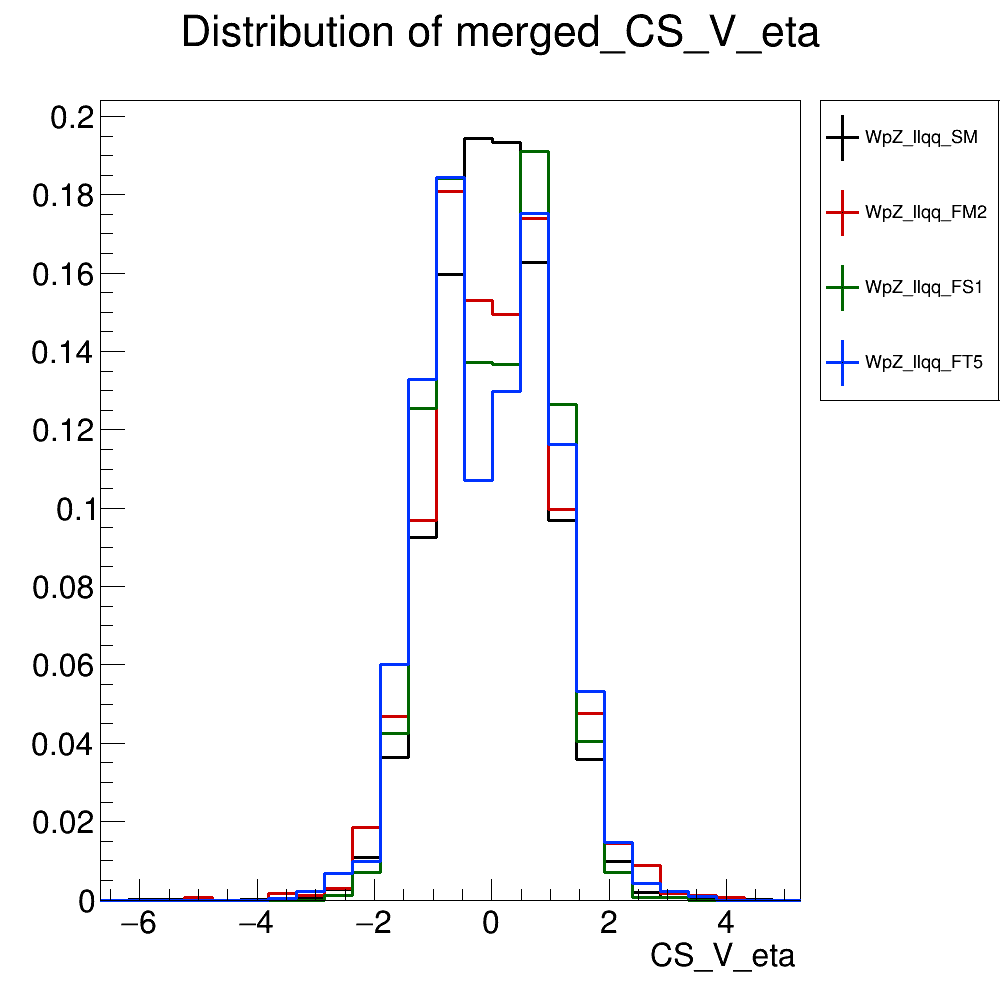 Distribution of merged_CS_V_eta
0.2
0.18
0.16
0.14
0.12
0.1
0.08
0.06
0.04
0.02
0
−6 −4 −2 0 2 4
CS_V_eta
WpZ_llqq_SM
WpZ_llqq_FM2
WpZ_llqq_FS1
WpZ_llqq_FT5